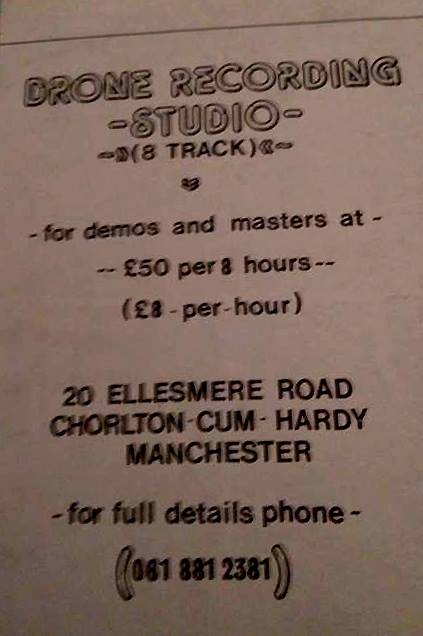 DRONE RECORDING
-STUDIO-
(8 TRACK)
-for demos and masters at-
--£50 per 8 hours--
(£8-per-hour)
20 ELLESMERE ROAD
CHORLTON-CUM-HARDY
MANCHESTER
-for full details phone-
(061 881 2381)